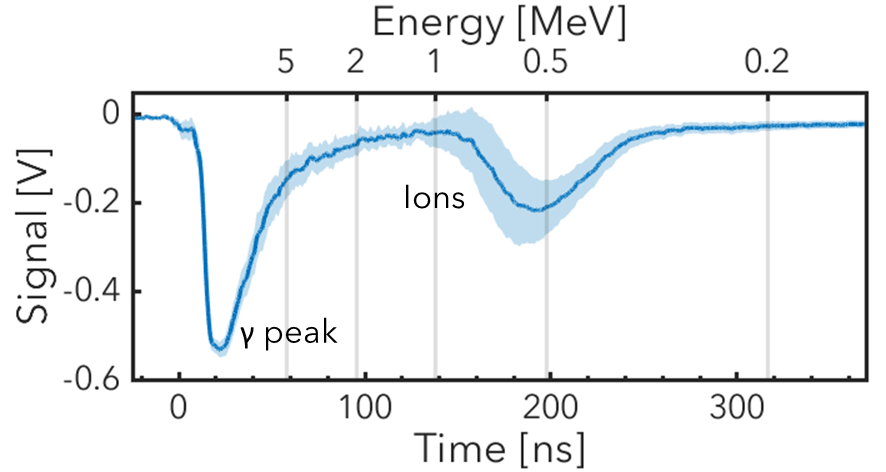 Energy [MeV]
5 2 1 0.5 0.2
0
-0.2
-0.4
-0.6
Signal [V]
Ions
γ peak
0 100 200 300
Time [ns]